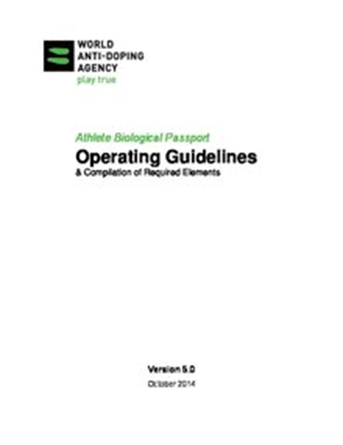 WORLD
ANTI-DOPING
AGENCY
play true
Athlete Biological Passport
Operating Guidelines
& Compilation of Required Elements
Version 5.0
October 2014